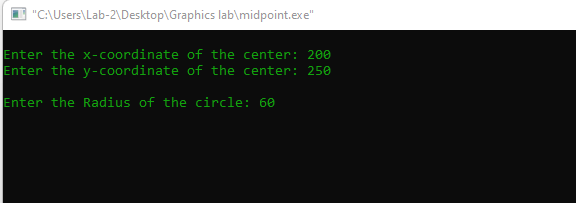 "C:\Users\Lab-2\Desktop\Graphics lab\midpoint.exe"
Enter the x-coordinate of the center: 200
Enter the y-coordinate of the center: 250
Enter the Radius of the circle: 60